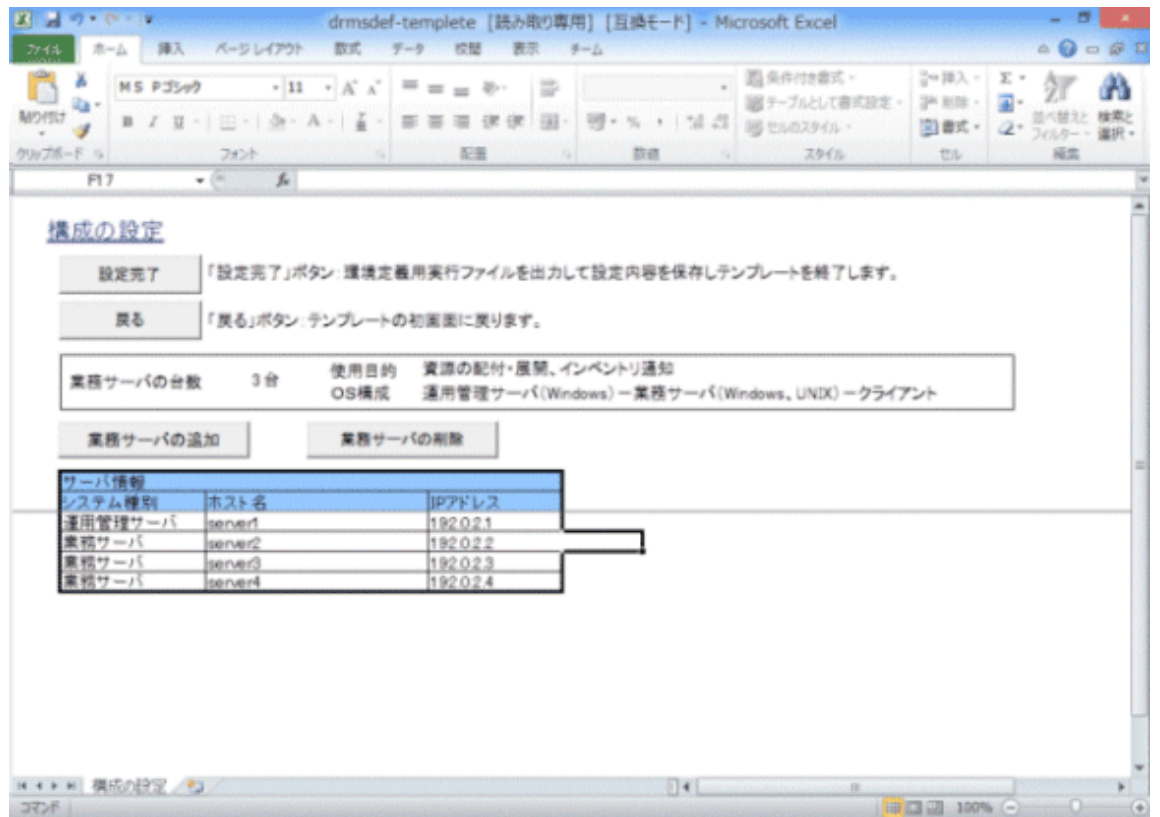 drmsdef-templete [読み取り専用] [互換モード] - Microsoft Excel
ファイル ホーム 挿入 ページ レイアウト 数式 データ 校閲 表示 チーム
貼り付け
MS Pゴシック 11
条件付き書式
テーブルとして書式設定
セルのスタイル
挿入
削除
書式
並べ替えと
フィルター
検索と
選択
クリップボード フォント 配置 数値 スタイル セル 編集
F17
fx
構成の設定
設定完了 「設定完了」ボタン:環境定義用実行ファイルを出力して設定内容を保存しテンプレートを終了します。
戻る 「戻る」ボタン:テンプレートの初画面に戻ります。
業務サーバの台数 3 台 使用目的 資源の配付・展開、インベントリ通知
OS構成 運用管理サーバ(Windows)-業務サーバ(Windows、UNIX)-クライアント
業務サーバの追加 業務サーバの削除
サーバ情報
システム種別 ホスト名 IPアドレス
運用管理サーバ server1 192.0.2.1
業務サーバ server2 192.0.2.2
業務サーバ server3 192.0.2.3
業務サーバ server4 192.0.2.4
構成の設定
コマンド 100%